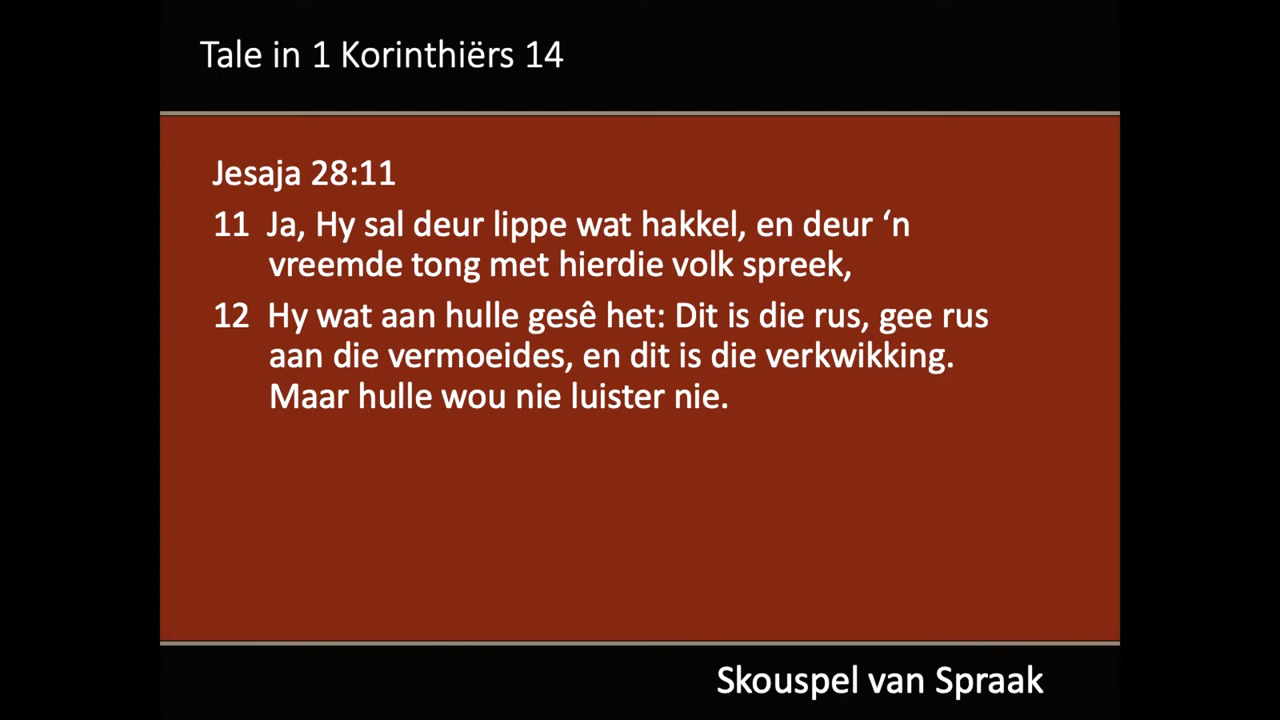 Tale in 1 Korinthiërs 14
Jesaja 28:11
11 Ja, Hy sal deur lippe wat hakkel, en deur ‘n
vreemde tong met hierdie volk spreek,
12 Hy wat aan hulle gesê het: Dit is die rus, gee rus
aan die vermoeides, en dit is die verkwikking.
Maar hulle wou nie luister nie.
Skouspel van Spraak